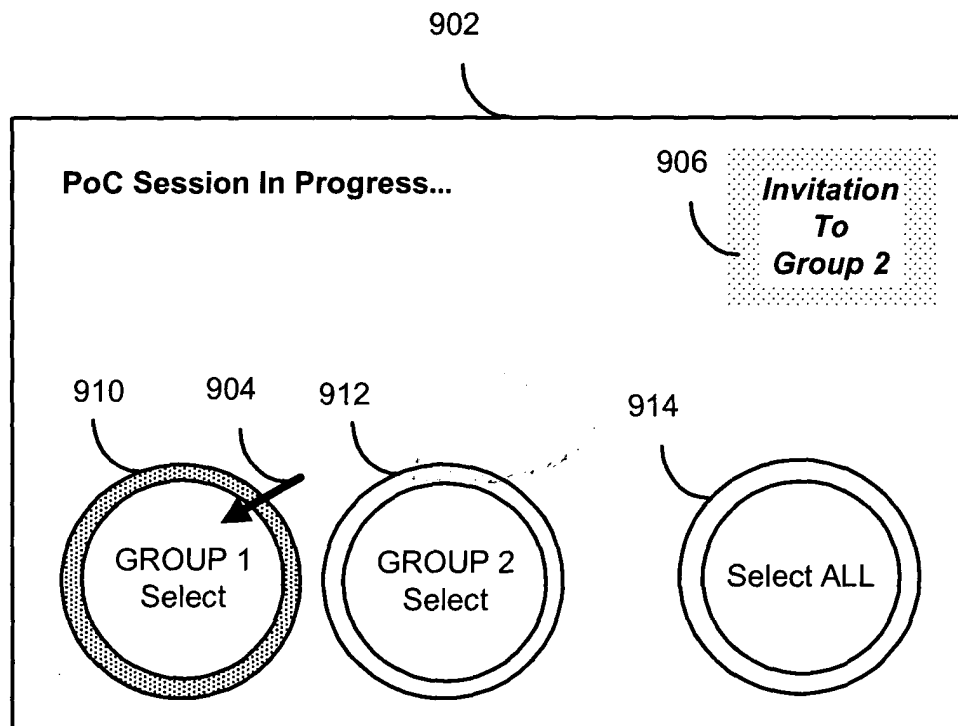 902
PoC Session In Progress...
906
Invitation
To
Group 2
910
904
912
914
GROUP 1
Select
GROUP 2
Select
Select ALL